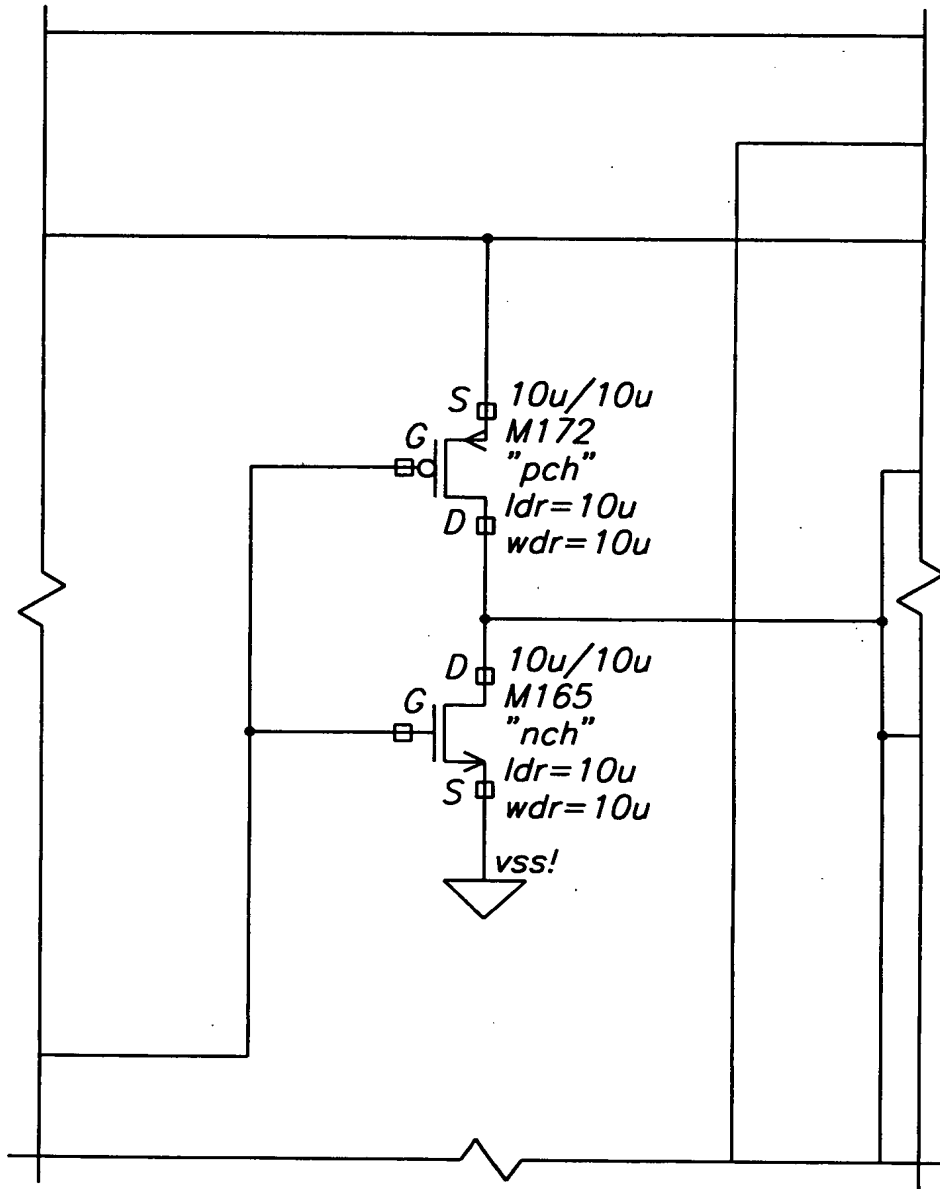 S 10u/10u
G M172
"pch"
ldr=10u
D wdr=10u
D 10u/10u
G M165
"nch"
ldr=10u
S wdr=10u
vss!